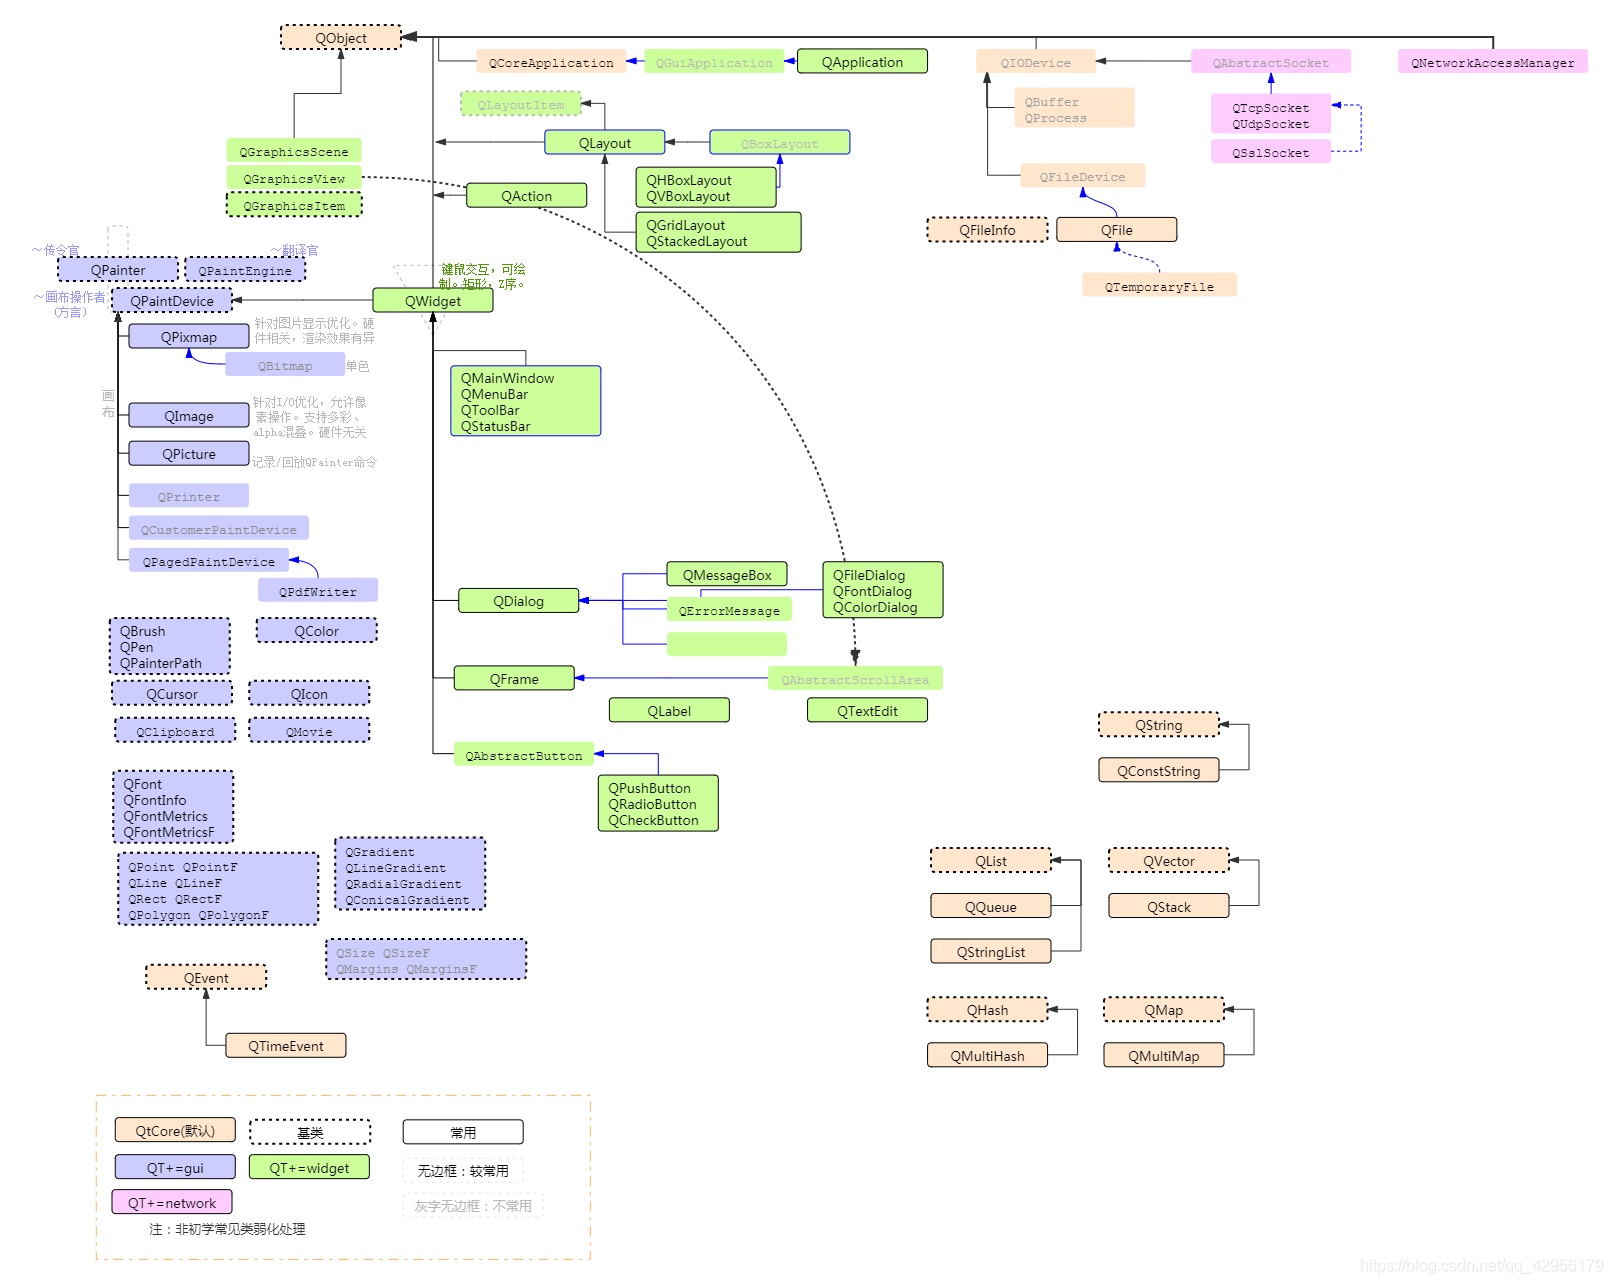 QObject
QCoreApplication
QGuiApplication
QApplication
QIODevice
QAbstractSocket
QNetworkAccessManager
QLayoutItem
QBuffer
QProcess
QTcpSocket
QUdpSocket
QGraphicsScene
QLayout
QBoxLayout
QSslSocket
QGraphicsView
QHBoxLayout
QVBoxLayout
QFileDevice
QGraphicsItem
QAction
QGridLayout
QStackedLayout
QFileInfo
QFile
～传令官
～翻译官
QPainter
QPaintEngine
键鼠交互，可绘
制。矩形，Z序。
QTemporaryFile
～画布操作者
（方言）
QPaintDevice
QWidget
QPixmap
针对图片显示优化。硬
件相关，渲染效果有异
QBitmap
单色
QMainWindow
QMenuBar
QToolBar
QStatusBar
画
布
QImage
针对I/O优化，允许像
素操作。支持多彩、
alpha混叠。硬件无关
QPicture
记录/回放QPainter命令
QPrinter
QCustomerPaintDevice
QPagedPaintDevice
QPdfWriter
QDialog
QMessageBox
QErrorMessage
QFileDialog
QFontDialog
QColorDialog
QBrush
QPen
QPainterPath
QColor
QCursor
QIcon
QFrame
QAbstractScrollArea
QLabel
QTextEdit
QClipboard
QMovie
QAbstractButton
QString
QConstString
QFont
QFontInfo
QFontMetrics
QFontMetricsF
QPushButton
QRadioButton
QCheckButton
QPoint QPointF
QLine QLineF
QRect QRectF
QPolygon QPolygonF
QGradient
QLineGradient
QRadialGradient
QConicalGradient
QList
QVector
QQueue
QStack
QStringList
QSize QSizeF
QMargins QMarginsF
QEvent
QTimeEvent
QHash
QMap
QMultiHash
QMultiMap
QtCore(默认)
基类
常用
QT+=gui
QT+=widget
无边框：较常用
QT+=network
灰字无边框：不常用
注：非初学常见类弱化处理
https://blog.csdn.net/qq_42956179